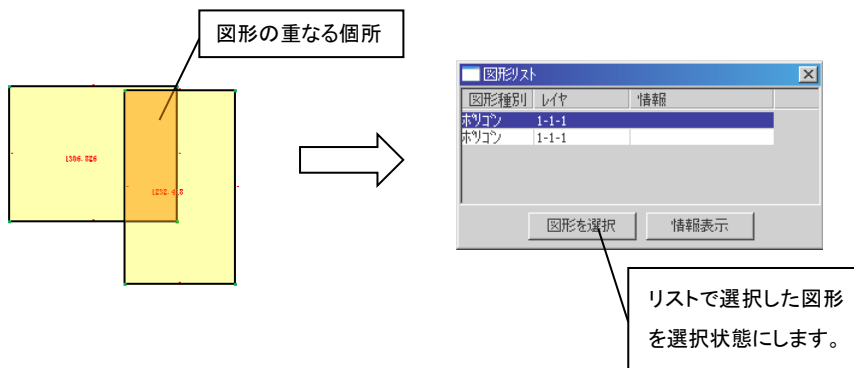 図形の重なる個所
1306.826
図形リスト
図形種別 レイヤ 情報
ポリゴン 1-1-1
ポリゴン 1-1-1
図形を選択 情報表示
リストで選択した図形
を選択状態にします。